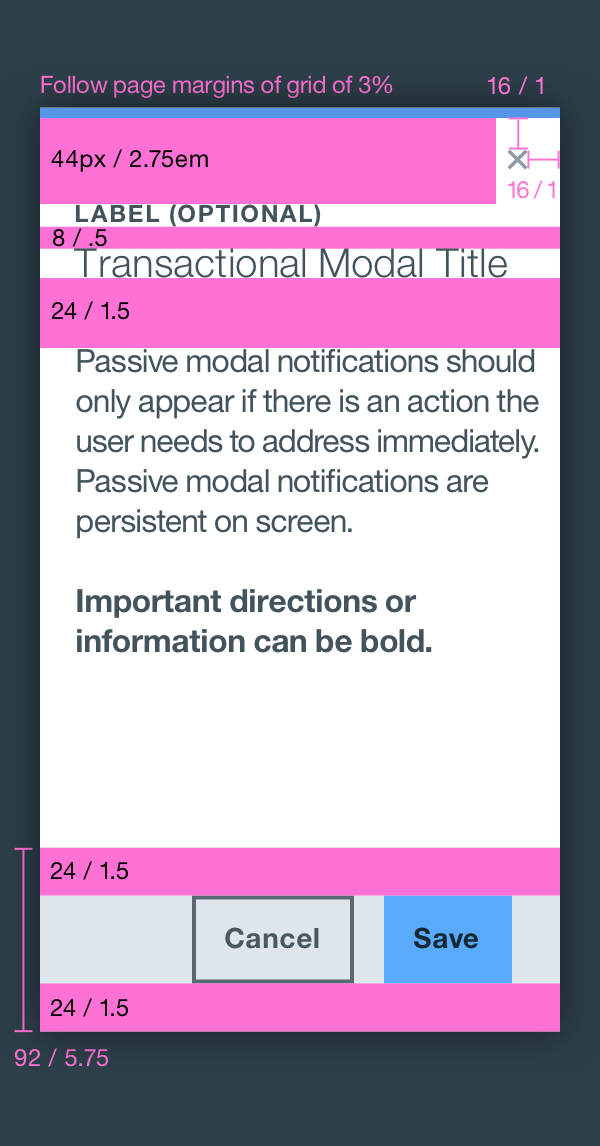 Follow page margins of grid of 3%
16 / 1
44px / 2.75em
16 / 1
LABEL (OPTIONAL)
8 / .5
Transactional Modal Title
24 / 1.5
Passive modal notifications should
only appear if there is an action the
user needs to address immediately.
Passive modal notifications are
persistent on screen.
Important directions or
information can be bold.
24 / 1.5
Cancel
Save
24 / 1.5
92 / 5.75